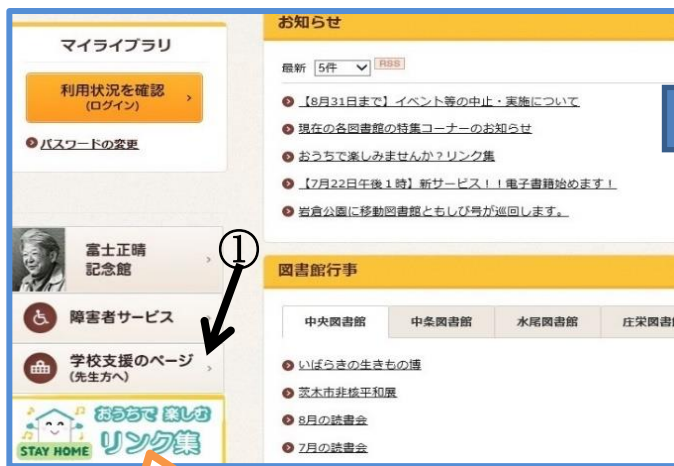 マイライブラリ
利用状況を確認
(ログイン)
パスワードの変更
富士正晴
記念館
①
障害者サービス
学校支援のページ
(先生方へ)
おうちで 楽しむ
リンク集
STAY HOME
お知らせ
最新 5件 RSS
【8月31日まで】イベント等の中止・実施について
現在の各図書館の特集コーナーのお知らせ
おうちで楽しみませんか？リンク集
【7月22日午後1時】新サービス！！電子書籍始めます！
岩倉公園に移動図書館ともしび号が巡回します。
図書館行事
中央図書館 中条図書館 水尾図書館 庄栄図書
いばらきの生きもの博
茨木市非核平和展
8月の読書会
7月の読書会